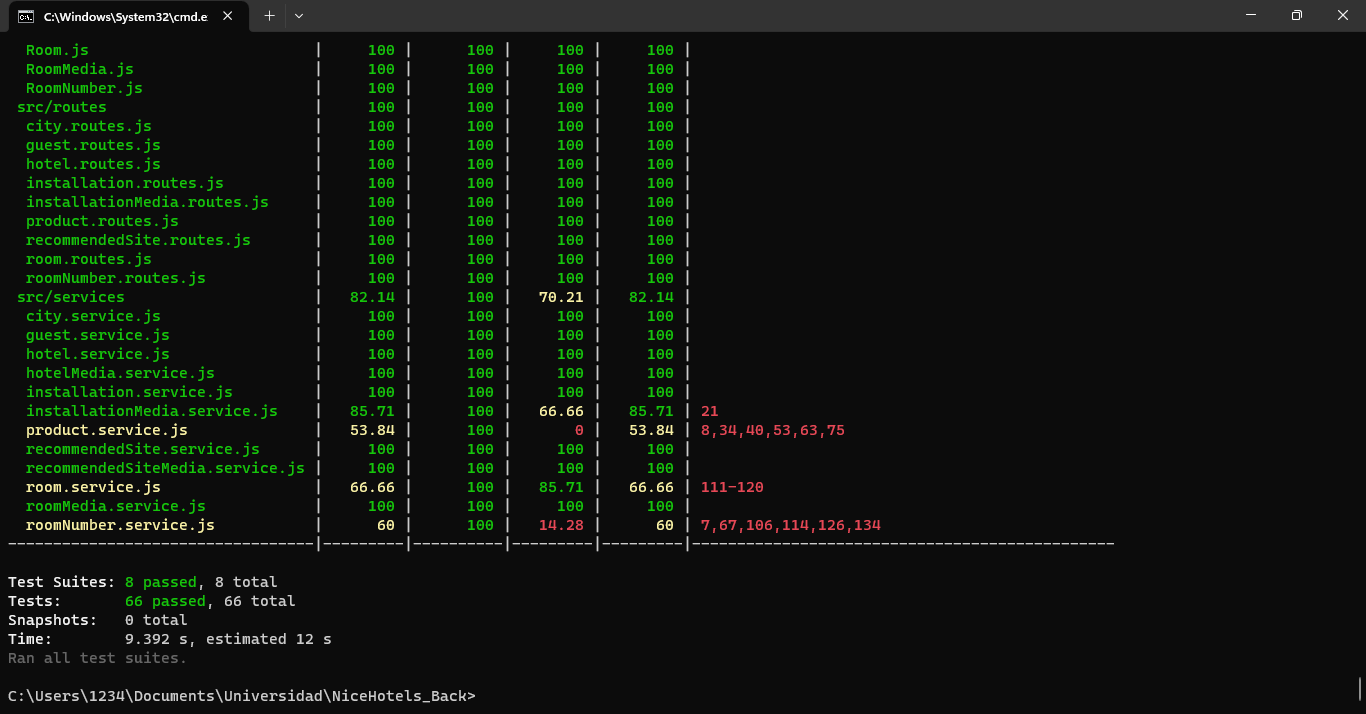 C:\Windows\System32\cmd.e
Room.js | 100 | 100 | 100 | 100 |
RoomMedia.js | 100 | 100 | 100 | 100 |
RoomNumber.js | 100 | 100 | 100 | 100 |
src/routes | 100 | 100 | 100 | 100 |
city.routes.js | 100 | 100 | 100 | 100 |
guest.routes.js | 100 | 100 | 100 | 100 |
hotel.routes.js | 100 | 100 | 100 | 100 |
installation.routes.js | 100 | 100 | 100 | 100 |
installationMedia.routes.js | 100 | 100 | 100 | 100 |
product.routes.js | 100 | 100 | 100 | 100 |
recommendedSite.routes.js | 100 | 100 | 100 | 100 |
room.routes.js | 100 | 100 | 100 | 100 |
roomNumber.routes.js | 100 | 100 | 100 | 100 |
src/services | 82.14 | 100 | 70.21 | 82.14 |
city.service.js | 100 | 100 | 100 | 100 |
guest.service.js | 100 | 100 | 100 | 100 |
hotel.service.js | 100 | 100 | 100 | 100 |
hotelMedia.service.js | 100 | 100 | 100 | 100 |
installation.service.js | 100 | 100 | 100 | 100 |
installationMedia.service.js | 85.71 | 100 | 66.66 | 85.71 | 21
product.service.js | 53.84 | 100 | 0 | 53.84 | 8,34,40,53,63,75
recommendedSite.service.js | 100 | 100 | 100 | 100 |
recommendedSiteMedia.service.js | 100 | 100 | 100 | 100 |
room.service.js | 66.66 | 100 | 85.71 | 66.66 | 111-120
roomMedia.service.js | 100 | 100 | 100 | 100 |
roomNumber.service.js | 60 | 100 | 14.28 | 60 | 7,67,106,114,126,134
----------------------------------|---------|----------|---------|---------|-----------------------------------------------
Test Suites: 8 passed, 8 total
Tests: 66 passed, 66 total
Snapshots: 0 total
Time: 9.392 s, estimated 12 s
Ran all test suites.
C:\Users\1234\Documents\Universidad\NiceHotels_Back>